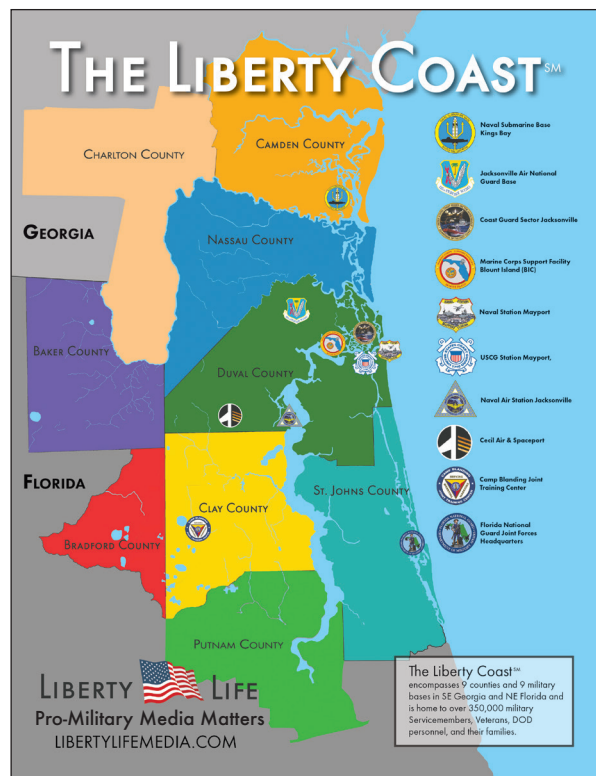 THE LIBERTY COAST SM
CHARLTON COUNTY
CAMDEN COUNTY
GEORGIA
NASSAU COUNTY
BAKER COUNTY
DUVAL COUNTY
FLORIDA
CLAY COUNTY
ST. JOHNS COUNTY
BRADFORD COUNTY
PUTNAM COUNTY
Naval Submarine Base
Kings Bay
Jacksonville Air National
Guard Base
Coast Guard Sector Jacksonville
Marine Corps Support Facility
Blount Island (BIC)
Naval Station Mayport
USCG Station Mayport,
Naval Air Station Jacksonville
Cecil Air & Spaceport
Camp Blanding Joint
Training Center
Florida National
Guard Joint Forces
Headquarters
LIBERTY LIFE
Pro-Military Media Matters
LIBERTYLIFEMEDIA.COM
The Liberty Coast SM
encompasses 9 counties and 9 military
bases in SE Georgia and NE Florida and
is home to over 350,000 military
Servicemembers, Veterans, DOD
personnel, and their families.